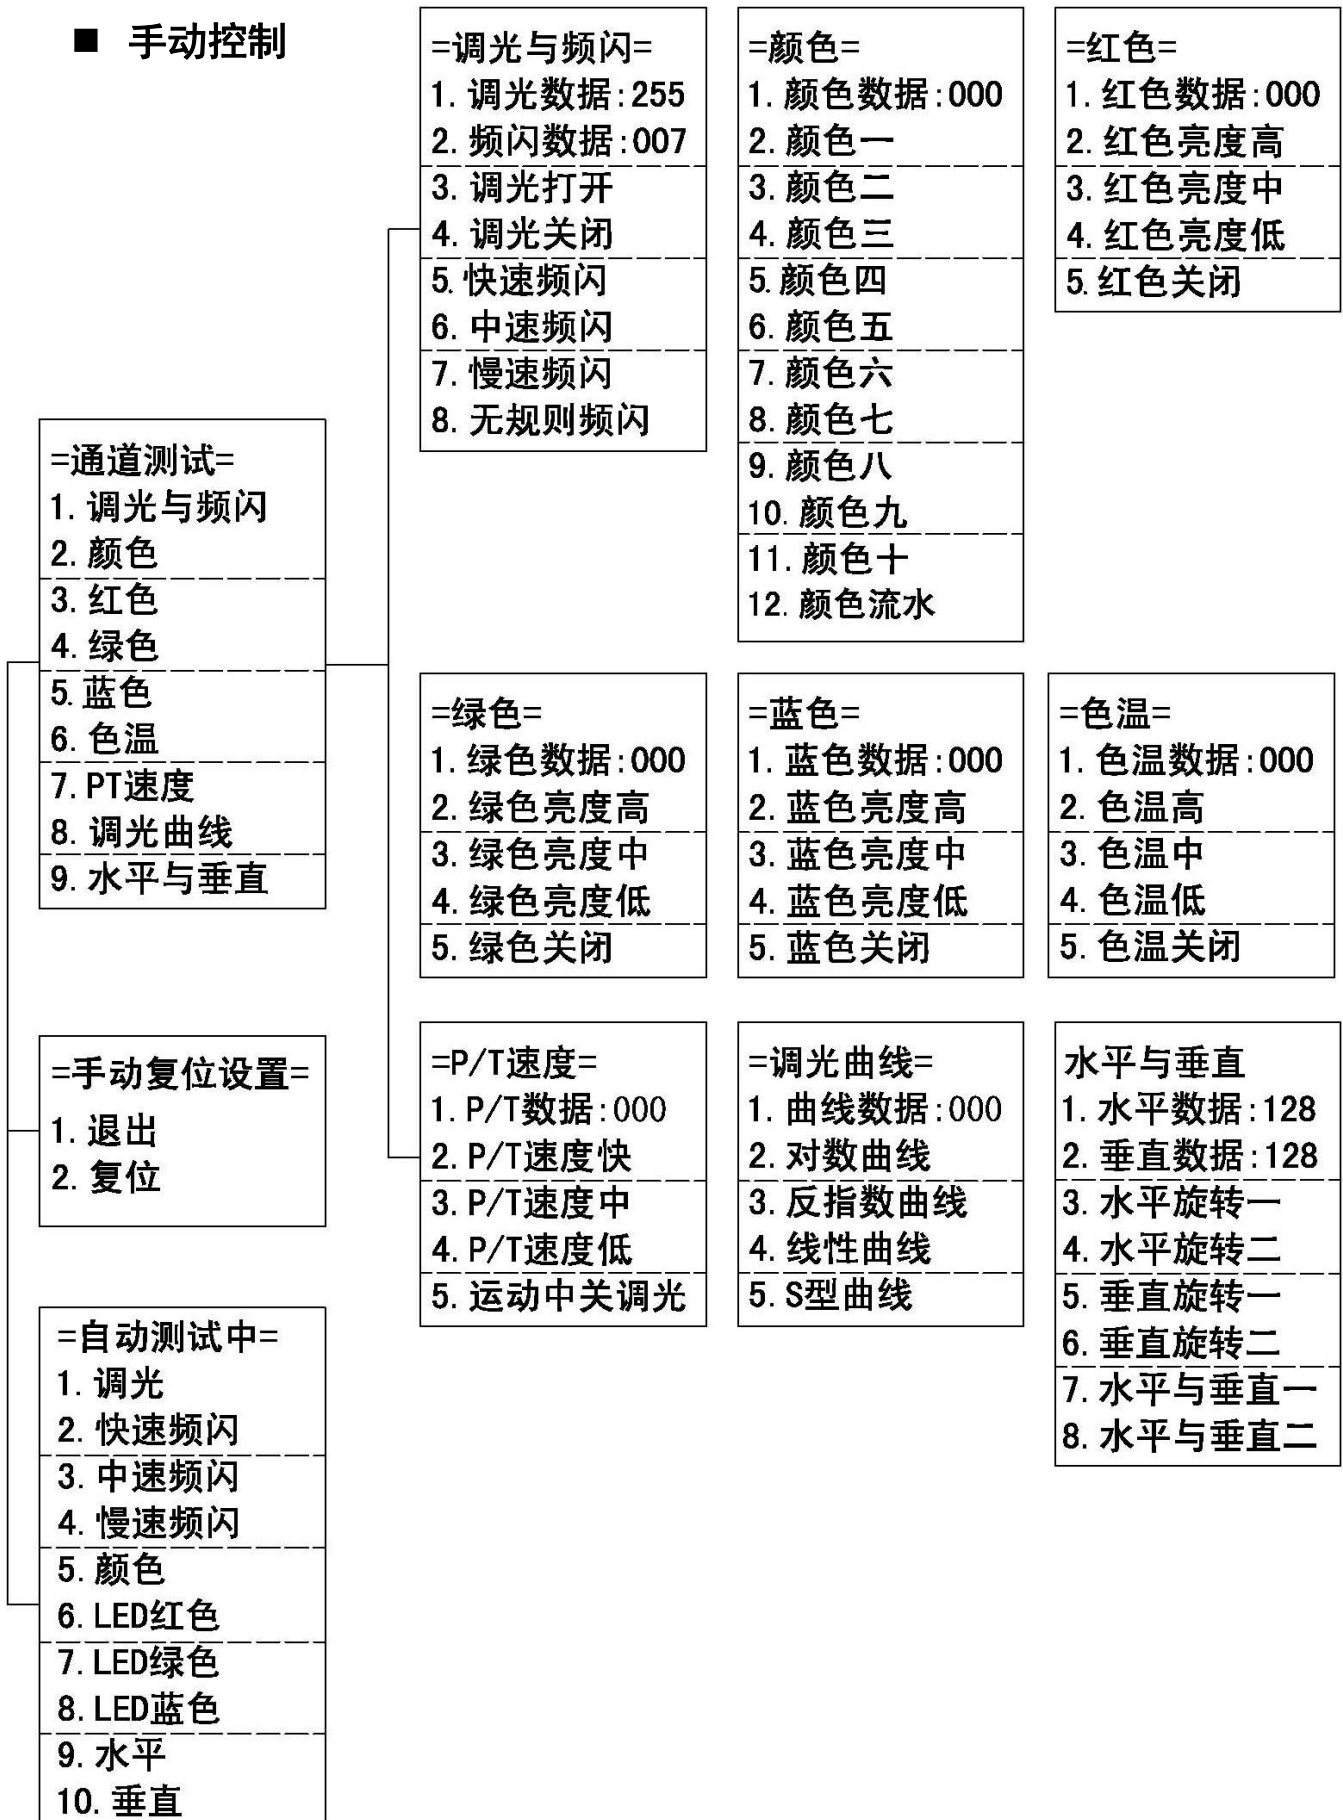 ■ 手动控制
=调光与频闪=
1. 调光数据:255
2. 频闪数据:007
3. 调光打开
4. 调光关闭
5. 快速频闪
6. 中速频闪
7. 慢速频闪
8. 无规则频闪
=颜色=
1. 颜色数据:000
2. 颜色一
3. 颜色二
4. 颜色三
5. 颜色四
6. 颜色五
7. 颜色六
8. 颜色七
9. 颜色八
10. 颜色九
11. 颜色十
12. 颜色流水
=红色=
1. 红色数据:000
2. 红色亮度高
3. 红色亮度中
4. 红色亮度低
5. 红色关闭
=通道测试=
1. 调光与频闪
2. 颜色
3. 红色
4. 绿色
5. 蓝色
6. 色温
7. PT速度
8. 调光曲线
9. 水平与垂直
=绿色=
1. 绿色数据:000
2. 绿色亮度高
3. 绿色亮度中
4. 绿色亮度低
5. 绿色关闭
=蓝色=
1. 蓝色数据:000
2. 蓝色亮度高
3. 蓝色亮度中
4. 蓝色亮度低
5. 蓝色关闭
=色温=
1. 色温数据:000
2. 色温高
3. 色温中
4. 色温低
5. 色温关闭
=手动复位设置=
1. 退出
2. 复位
=P/T速度=
1. P/T数据:000
2. P/T速度快
3. P/T速度中
4. P/T速度低
5. 运动中关调光
=调光曲线=
1. 曲线数据:000
2. 对数曲线
3. 反指数曲线
4. 线性曲线
5. S型曲线
水平与垂直
1. 水平数据:128
2. 垂直数据:128
3. 水平旋转一
4. 水平旋转二
5. 垂直旋转一
6. 垂直旋转二
7. 水平与垂直一
8. 水平与垂直二
=自动测试中=
1. 调光
2. 快速频闪
3. 中速频闪
4. 慢速频闪
5. 颜色
6. LED红色
7. LED绿色
8. LED蓝色
9. 水平
10. 垂直